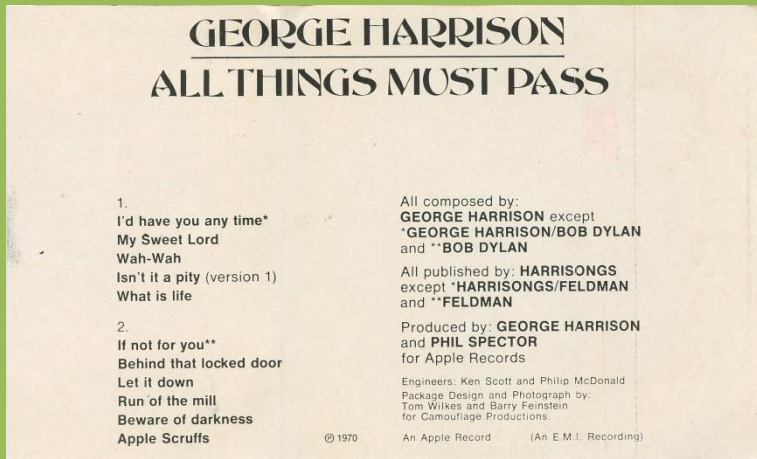 GEORGE HARRISON
ALL THINGS MUST PASS
1.
I'd have you any time*
My Sweet Lord
Wah-Wah
Isn't it a pity (version 1)
What is life
2.
If not for you**
Behind that locked door
Let it down
Run of the mill
Beware of darkness
Apple Scruffs
All composed by:
GEORGE HARRISON except
*GEORGE HARRISON/BOB DYLAN
and **BOB DYLAN
All published by: HARRISONGS
except *HARRISONGS/FELDMAN
and **FELDMAN
Produced by: GEORGE HARRISON
and PHIL SPECTOR
for Apple Records
Engineers: Ken Scott and Philip McDonald
Package Design and Photograph by:
Tom Wilkes and Barry Feinstein
for Camouflage Productions.
℗ 1970 An Apple Record (An E.M.I. Recording)